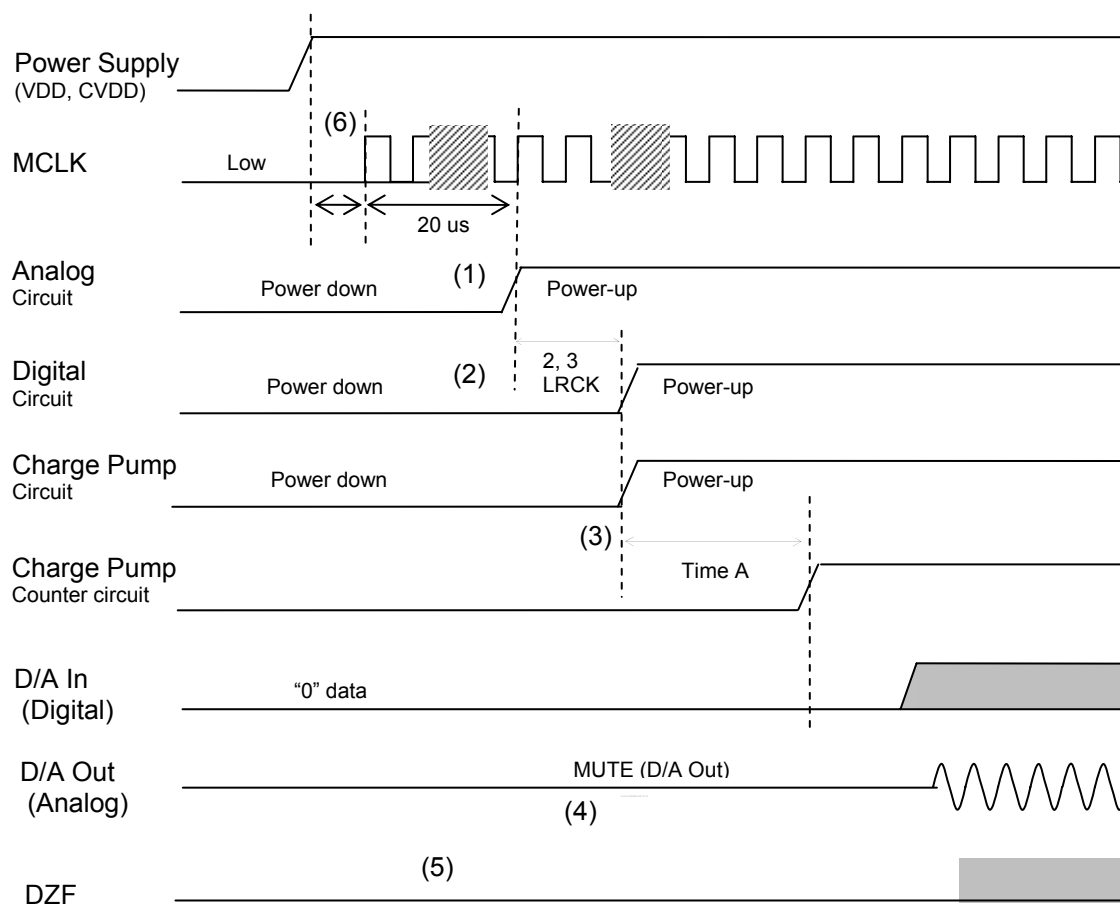 Power Supply
(VDD, CVDD)
(6)
MCLK
Low
20 us
Analog
Circuit
Power down
(1)
Power-up
Digital
Circuit
Power down
(2)
2, 3
LRCK
Power-up
Charge Pump
Circuit
Power down
Power-up
(3)
Charge Pump
Counter circuit
Time A
D/A In
(Digital)
“0” data
D/A Out
(Analog)
MUTE (D/A Out)
(4)
(5)
DZF